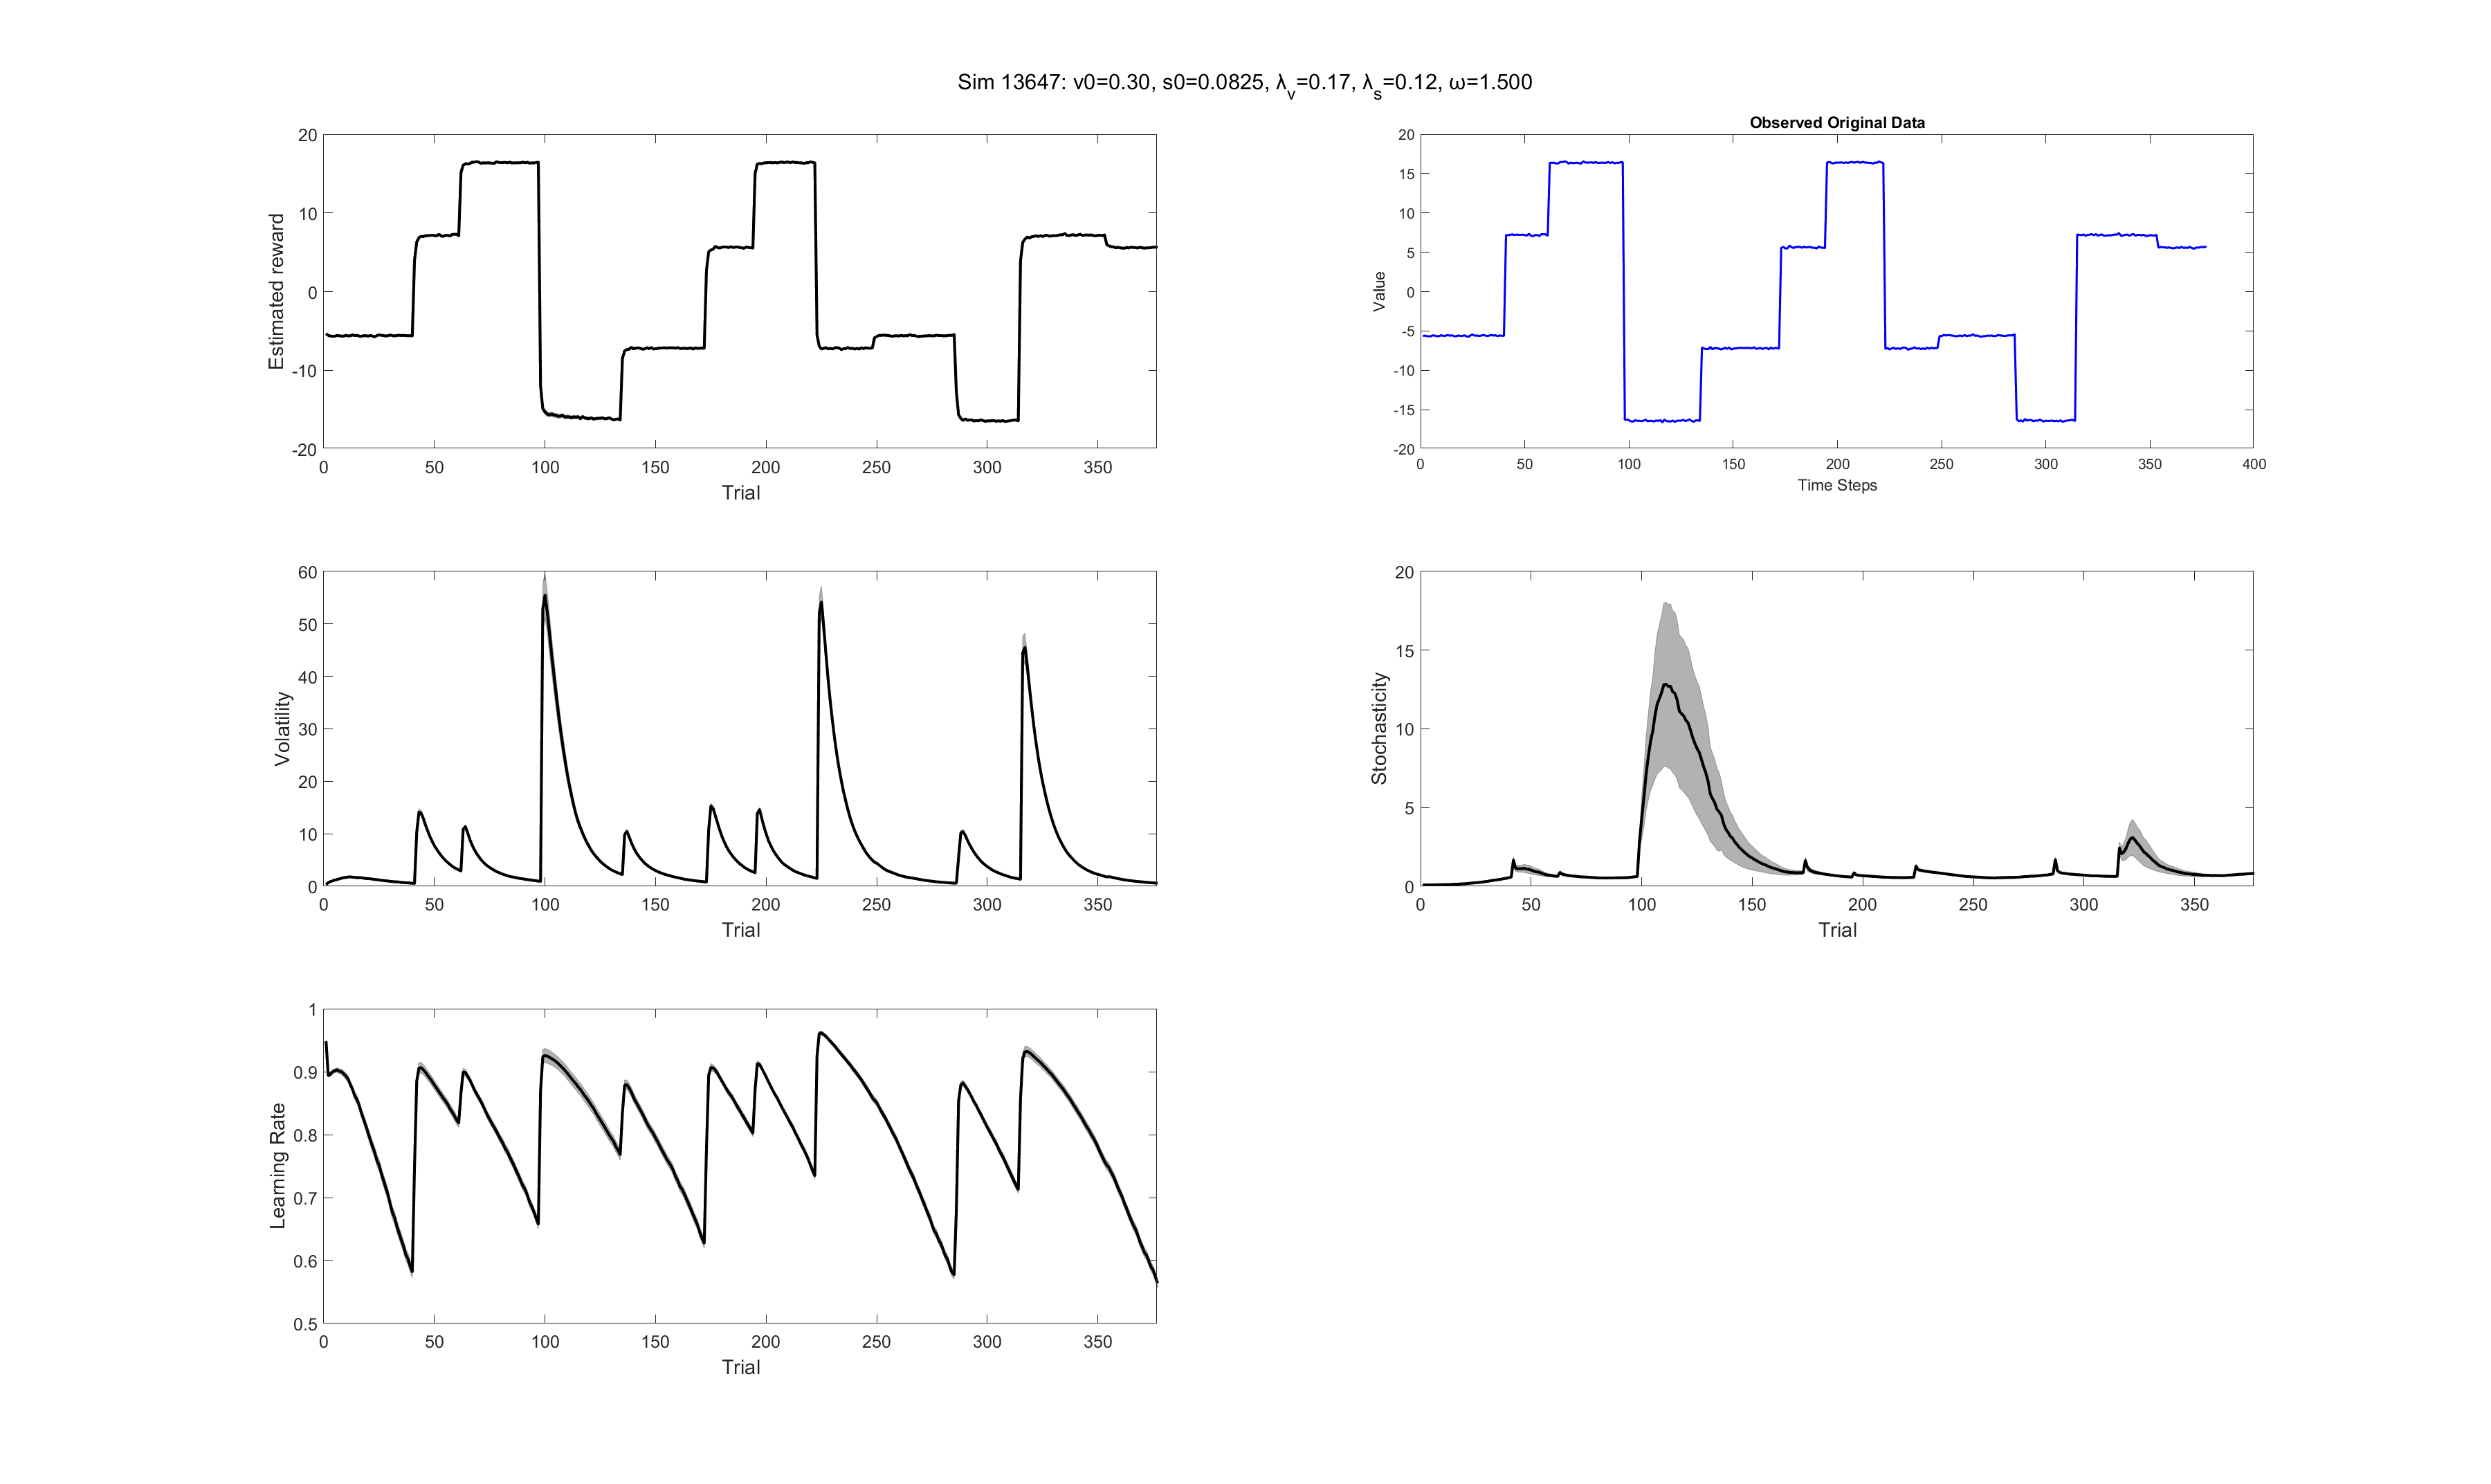 Sim 13647: v0=0.30, s0=0.0825, λ_v=0.17, λ_s=0.12, ω=1.500
20
10
0
-10
-20
Estimated reward
0 50 100 150 200 250 300 350
Trial
Observed Original Data
20
15
10
5
0
-5
-10
-15
-20
Value
0 50 100 150 200 250 300 350 400
Time Steps
60
50
40
30
20
10
0
Volatility
0 50 100 150 200 250 300 350
Trial
20
15
10
5
0
Stochasticity
0 50 100 150 200 250 300 350
Trial
1
0.9
0.8
0.7
0.6
0.5
Learning Rate
0 50 100 150 200 250 300 350
Trial